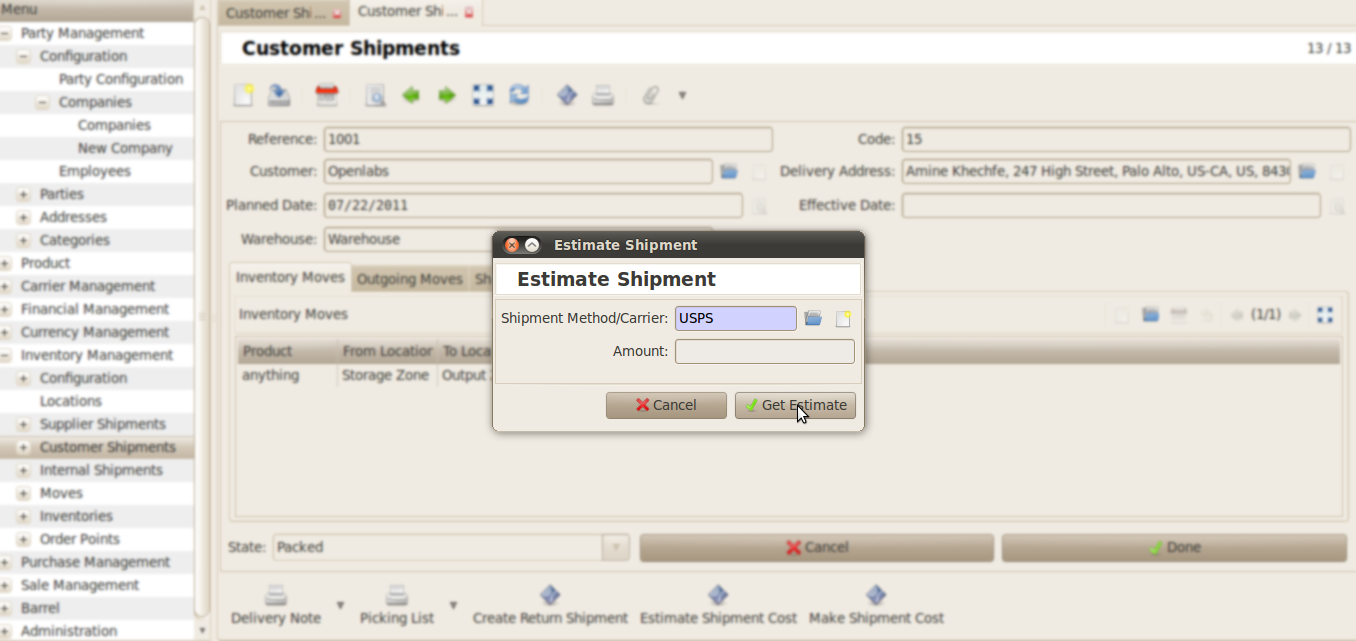 Menu
Party Management
Configuration
Party Configuration
Companies
Companies
New Company
Employees
Parties
Addresses
Categories
Product
Carrier Management
Financial Management
Currency Management
Inventory Management
Configuration
Locations
Supplier Shipments
Customer Shipments
Internal Shipments
Moves
Inventories
Order Points
Purchase Management
Sale Management
Barrel
Administration
Customer Shi ... Customer Shi ...
Customer Shipments 13 / 13
Reference: 1001 Code: 15
Customer: Openlabs Delivery Address: Amine Khechfe, 247 High Street, Palo Alto, US-CA, US, 8430
Planned Date: 07/22/2011 Effective Date:
Warehouse: Warehouse
Inventory Moves Outgoing Moves Sh
Inventory Moves (1/1)
Product From Location To Loca
anything Storage Zone Output
Estimate Shipment
Estimate Shipment
Shipment Method/Carrier: USPS
Amount:
Cancel Get Estimate
State: Packed Cancel Done
Delivery Note Picking List Create Return Shipment Estimate Shipment Cost Make Shipment Cost